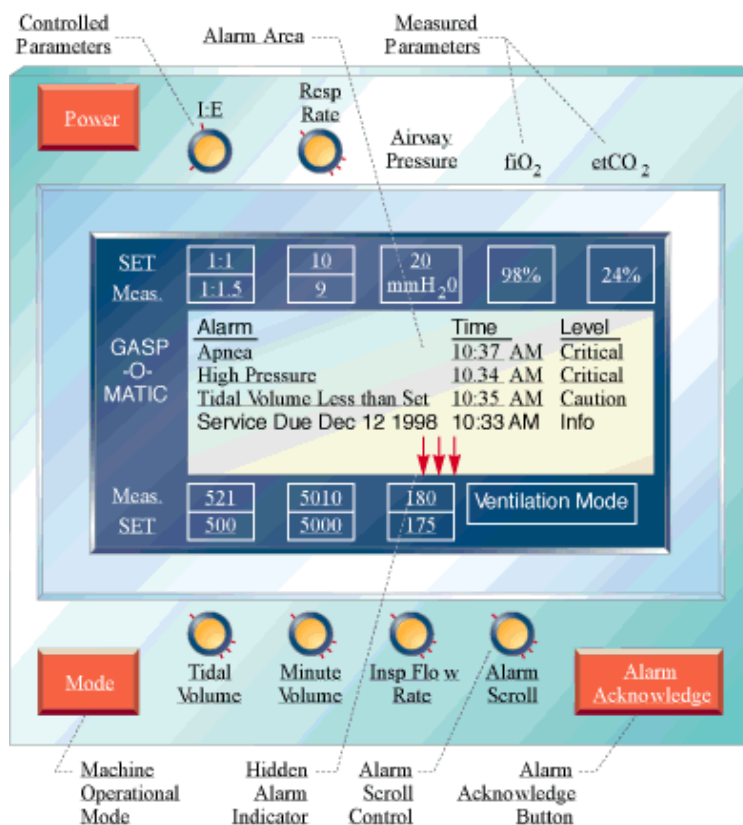 Controlled Parameters
Alarm Area
Measured Parameters
Power
I:E
Resp Rate
Airway Pressure
fiO2
etCO2
SET 1:1 10 20 98% 24%
Meas. 1:1.5 9 mmH20
GASP
-O-
MATIC
Alarm Time Level
Apnea 10:37 AM Critical
High Pressure 10.34 AM Critical
Tidal Volume Less than Set 10:35 AM Caution
Service Due Dec 12 1998 10:33 AM Info
Meas. 521 5010 180 Ventilation Mode
SET 500 5000 175
Mode
Tidal Volume
Minute Volume
Insp Flo w Rate
Alarm Scroll
Alarm Acknowledge
Machine Operational Mode
Hidden Alarm Indicator
Alarm Scroll Control
Alarm Acknowledge Button